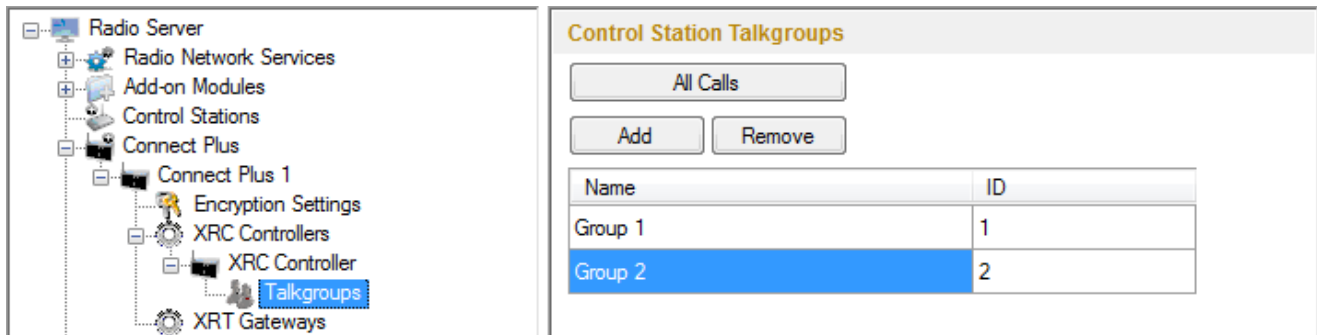 Radio Server
Radio Network Services
Add-on Modules
Control Stations
Connect Plus
Connect Plus 1
Encryption Settings
XRC Controllers
XRC Controller
Talkgroups
XRT Gateways
Control Station Talkgroups
All Calls
Add Remove
Name ID
Group 1 1
Group 2 2